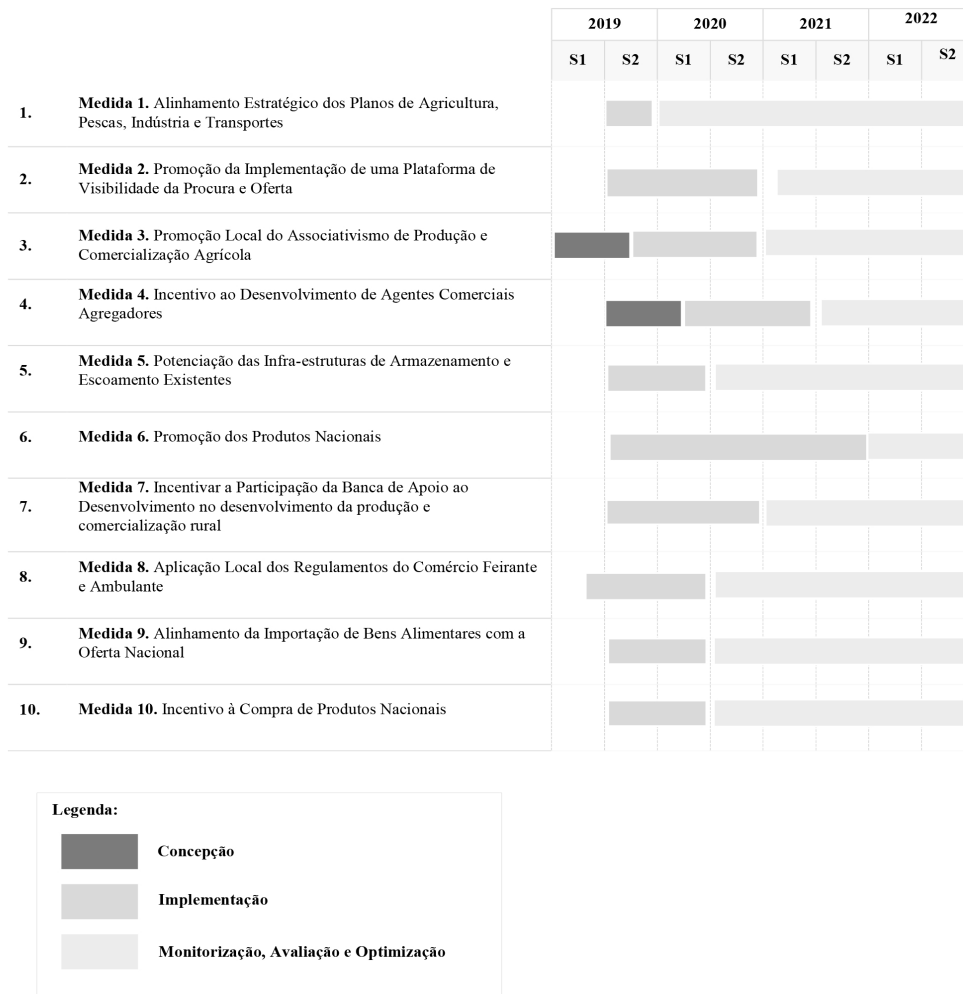 2019 2020 2021 2022
S1 S2 S1 S2 S1 S2 S1 S2
1. Medida 1. Alinhamento Estratégico dos Planos de Agricultura,
Pescas, Indústria e Transportes
2. Medida 2. Promoção da Implementação de uma Plataforma de
Visibilidade da Procura e Oferta
3. Medida 3. Promoção Local do Associativismo de Produção e
Comercialização Agrícola
4. Medida 4. Incentivo ao Desenvolvimento de Agentes Comerciais
Agregadores
5. Medida 5. Potenciação das Infra-estruturas de Armazenamento e
Escoamento Existentes
6. Medida 6. Promoção dos Produtos Nacionais
7. Medida 7. Incentivar a Participação da Banca de Apoio ao
Desenvolvimento no desenvolvimento da produção e
comercialização rural
8. Medida 8. Aplicação Local dos Regulamentos do Comércio Feirante
e Ambulante
9. Medida 9. Alinhamento da Importação de Bens Alimentares com a
Oferta Nacional
10. Medida 10. Incentivo à Compra de Produtos Nacionais
Legenda:
Concepção
Implementação
Monitorização, Avaliação e Optimização